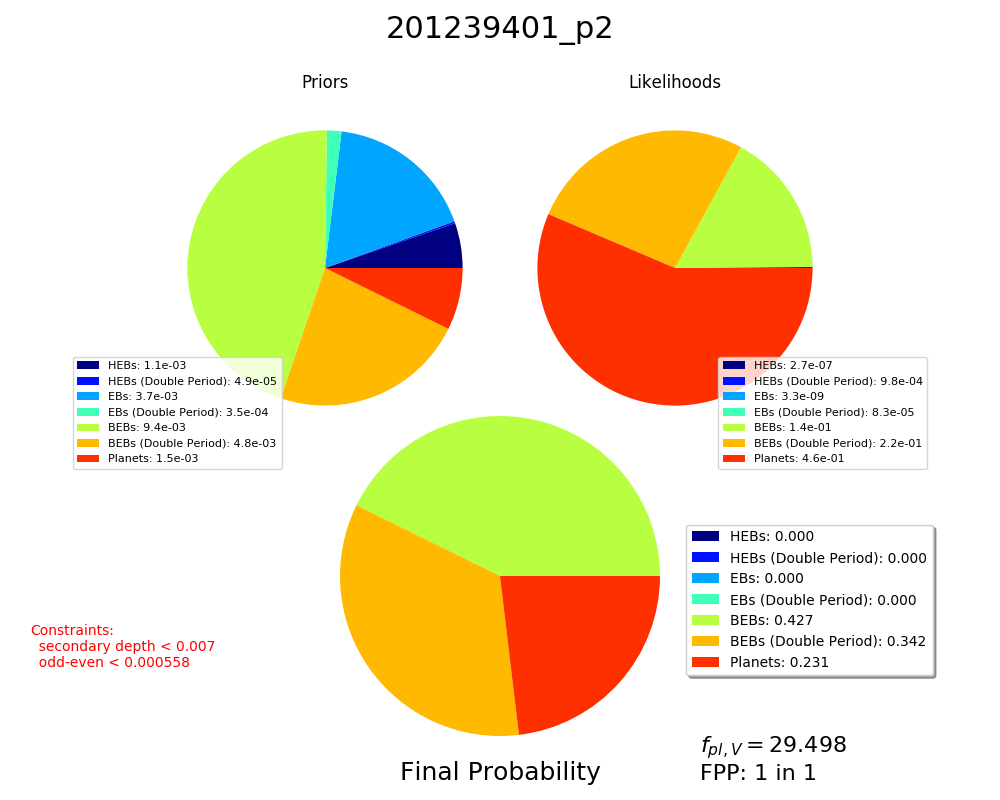 201239401_p2
Priors
Likelihoods
HEBs: 1.1e-03
HEBs (Double Period): 4.9e-05
EBs: 3.7e-03
EBs (Double Period): 3.5e-04
BEBs: 9.4e-03
BEBs (Double Period): 4.8e-03
Planets: 1.5e-03
HEBs: 2.7e-07
HEBs (Double Period): 9.8e-04
EBs: 3.3e-09
EBs (Double Period): 8.3e-05
BEBs: 1.4e-01
BEBs (Double Period): 2.2e-01
Planets: 4.6e-01
HEBs: 0.000
HEBs (Double Period): 0.000
EBs: 0.000
EBs (Double Period): 0.000
BEBs: 0.427
BEBs (Double Period): 0.342
Planets: 0.231
Constraints:
secondary depth < 0.007
odd-even < 0.000558
f_{pl,V} = 29.498
FPP: 1 in 1
Final Probability